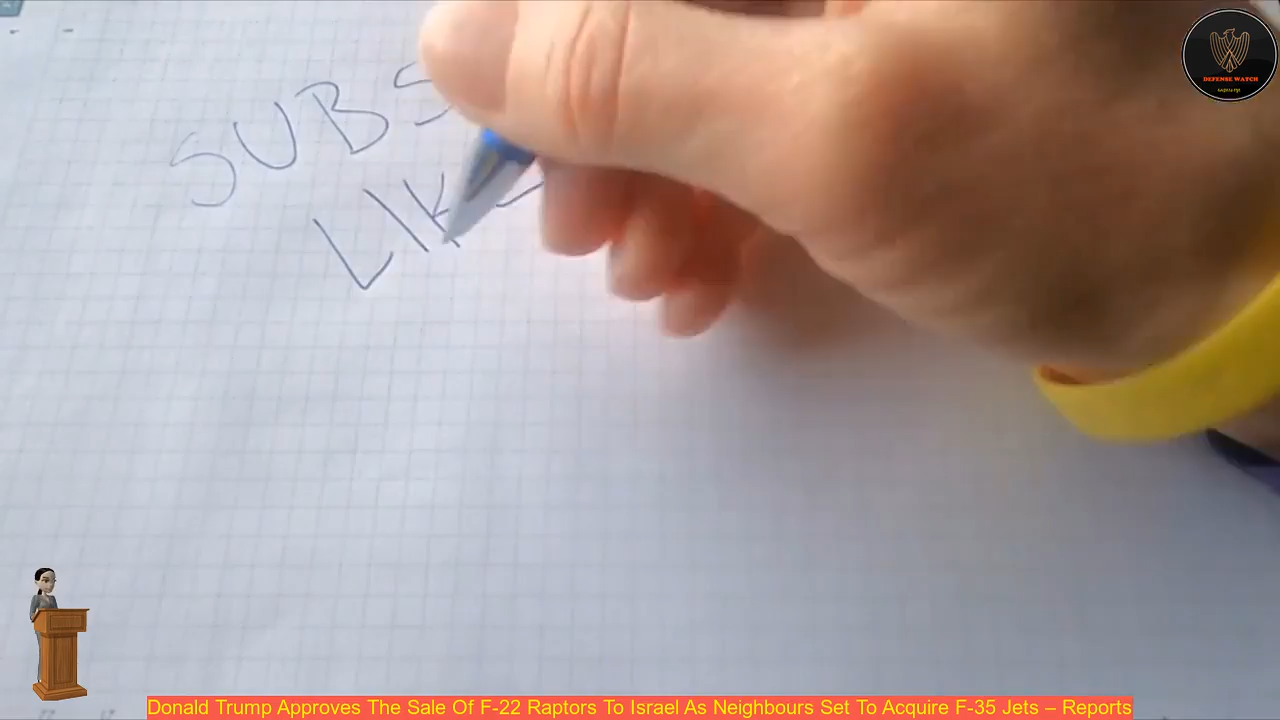 DEFENSE WATCH
SUBS
LIK
Donald Trump Approves The Sale Of F-22 Raptors To Israel As Neighbours Set To Acquire F-35 Jets – Reports